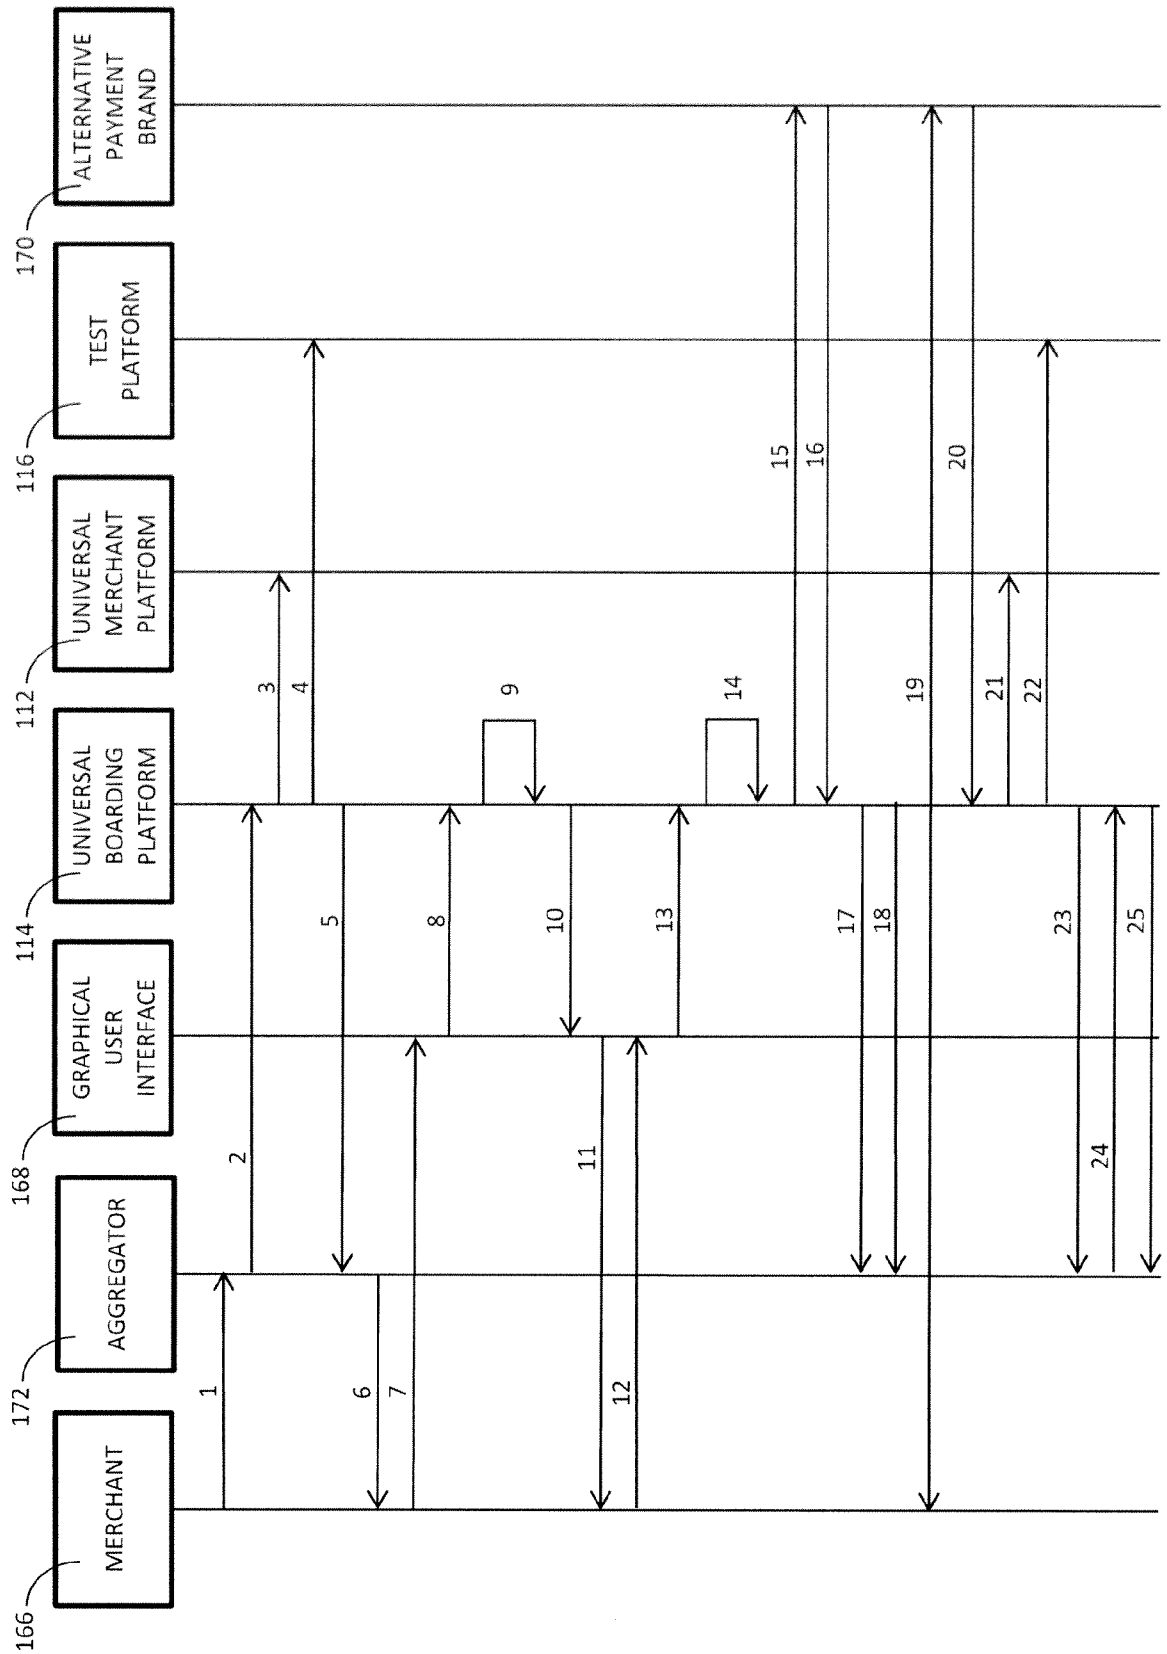 166
MERCHANT
172
AGGREGATOR
168
GRAPHICAL
USER
INTERFACE
114
UNIVERSAL
BOARDING
PLATFORM
112
UNIVERSAL
MERCHANT
PLATFORM
116
TEST
PLATFORM
170
ALTERNATIVE
PAYMENT
BRAND
1
2
3
4
5
6
7
8
9
10
11
12
13
14
15
16
17
18
19
20
21
22
23
24
25